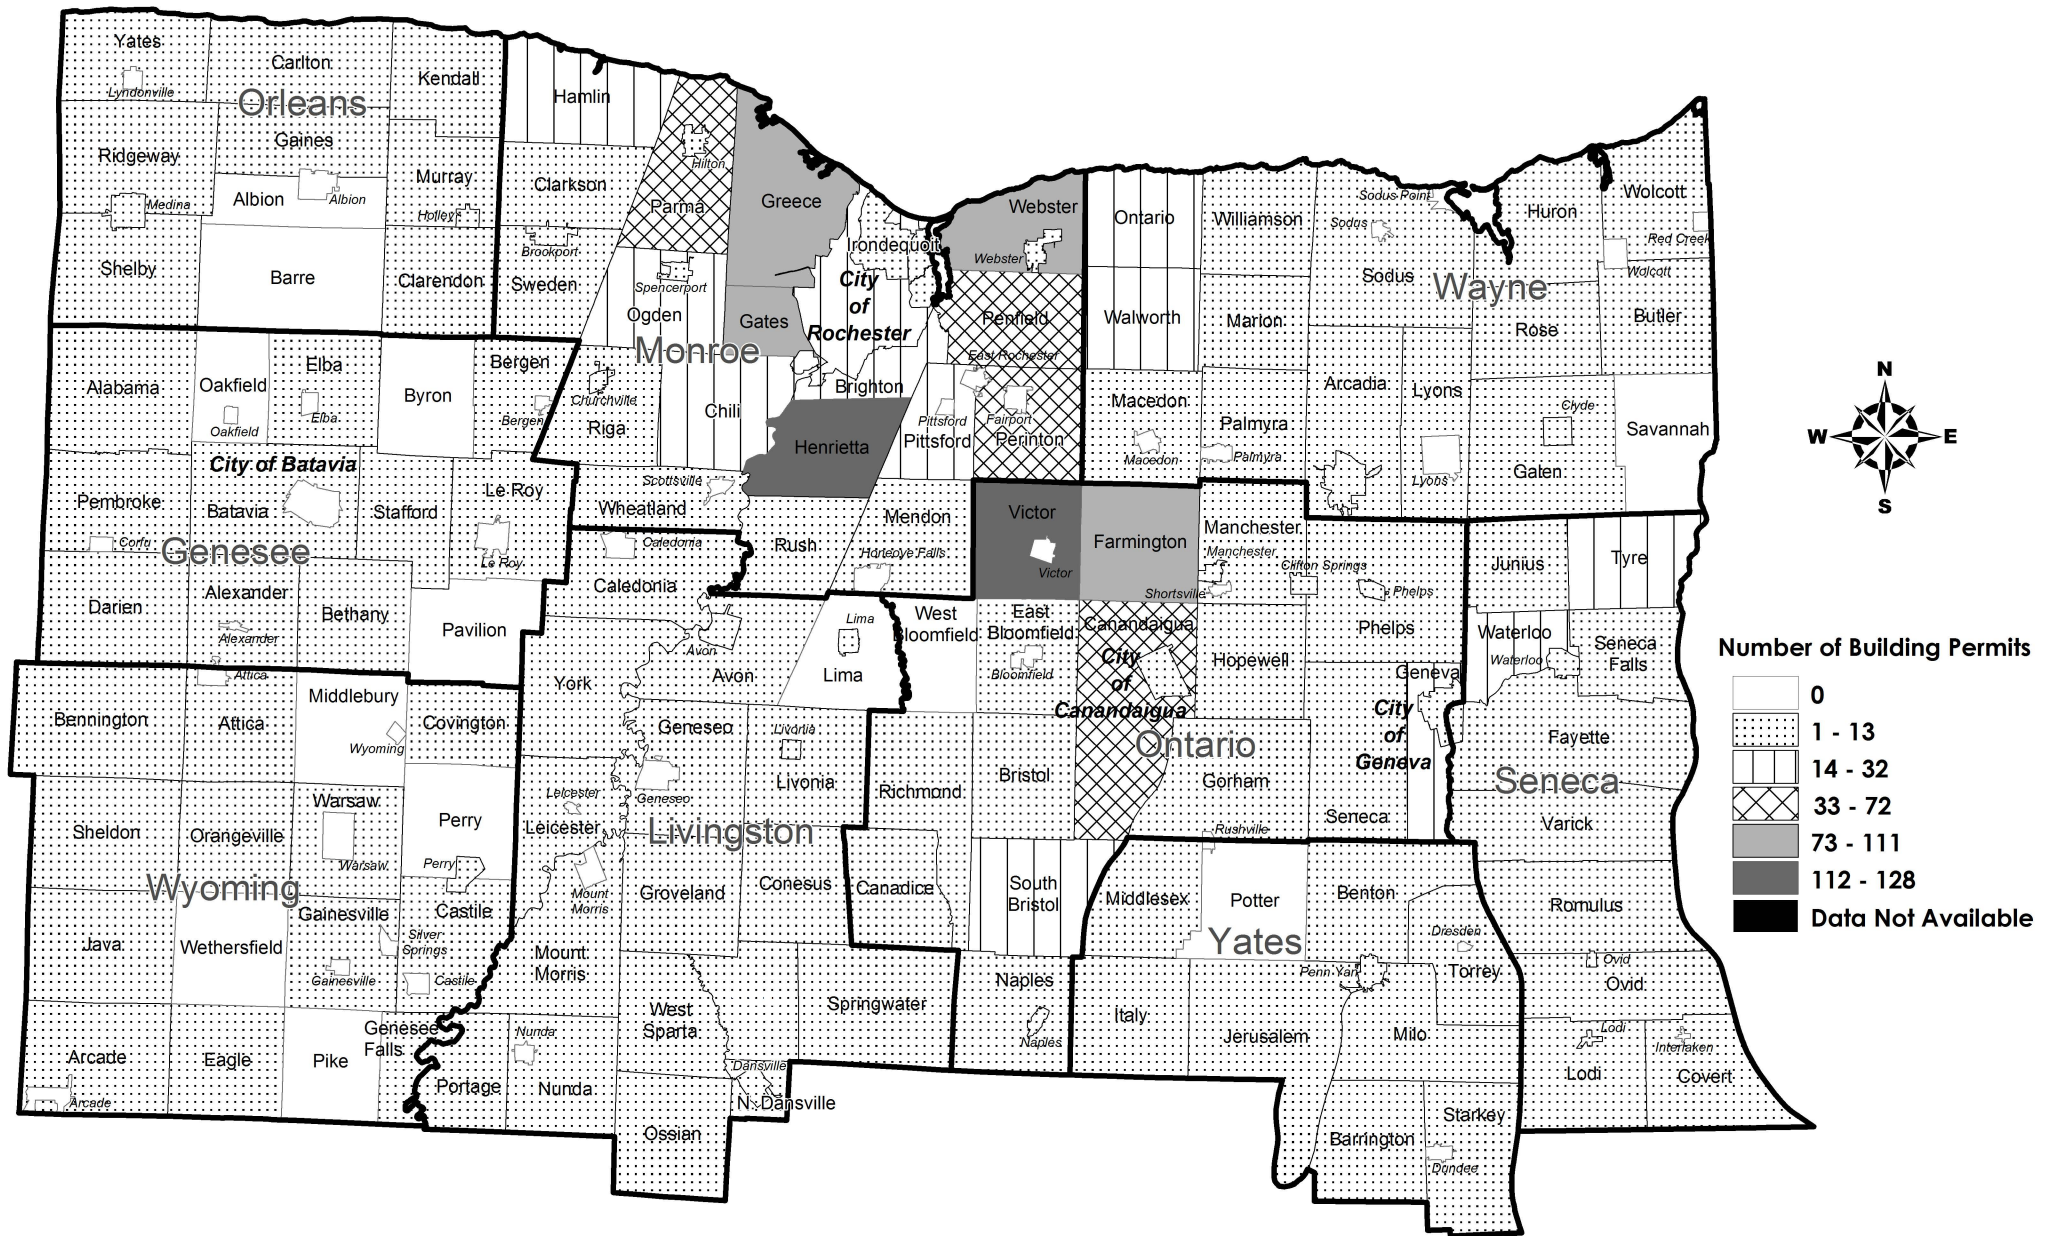 Yates
Lyndonville
Carlton
Kendall
Orleans
Gaines
Ridgeway
Medina
Albion
Albion
Murray
Holley
Shelby
Barre
Clarendon
Hamlin
Clarkson
Brockport
Sweden
Hilton
Parma
Spencerport
Ogden
Monroe
Greece
Gates
Irondequoit
City
of
Rochester
Webster
Webster
Penfield
East Rochester
Brighton
Chili
Churchville
Riga
Henrietta
Pittsford
Pittsford
Fairport
Perinton
Scottsville
Wheatland
Rush
Mendon
Honeoye Falls
Ontario
Williamson
Walworth
Marion
Sodus Point
Sodus
Sodus
Wayne
Huron
Wolcott
Red Creek
Wolcott
Rose
Butler
Macedon
Macedon
Palmyra
Palmyra
Arcadia
Lyons
Lyons
Clyde
Galen
Savannah
Alabama
Oakfield
Oakfield
Elba
Elba
Byron
Bergen
Bergen
City of Batavia
Pembroke
Corfu
Batavia
Stafford
Le Roy
Le Roy
Genesee
Darien
Alexander
Alexander
Bethany
Pavilion
Bennington
Attica
Attica
Middlebury
Wyoming
Covington
Sheldon
Orangeville
Warsaw
Warsaw
Perry
Perry
Wyoming
Java
Wethersfield
Gainesville
Gainesville
Silver
Springs
Castile
Castile
Arcade
Arcade
Eagle
Pike
Genesee
Falls
Caledonia
Caledonia
York
Avon
Avon
Lima
Lima
Geneseo
Geneseo
Livonia
Livonia
Leicester
Leicester
Livingston
Mount
Morris
Mount
Morris
Groveland
Conesus
West
Sparta
Springwater
Nunda
Nunda
Portage
Dansville
N. Dansville
Ossian
Victor
Victor
Farmington
Manchester
Manchester
Shortsville
Clifton Springs
Phelps
Phelps
West
Bloomfield
East
Bloomfield
Bloomfield
Canandaigua
City
of
Canandaigua
Hopewell
Geneva
City
of
Geneva
Ontario
Richmond
Bristol
Gorham
Seneca
Rushville
Canadice
South
Bristol
Naples
Naples
Junius
Tyre
Waterloo
Waterloo
Seneca
Falls
Fayette
Seneca
Varick
Romulus
Ovid
Ovid
Lodi
Lodi
Interlaken
Covert
Middlesex
Potter
Benton
Yates
Dresden
Torrey
Penn Yan
Italy
Jerusalem
Milo
Barrington
Starkey
Dundee
N
W
E
S
Number of Building Permits
0
1 - 13
14 - 32
33 - 72
73 - 111
112 - 128
Data Not Available